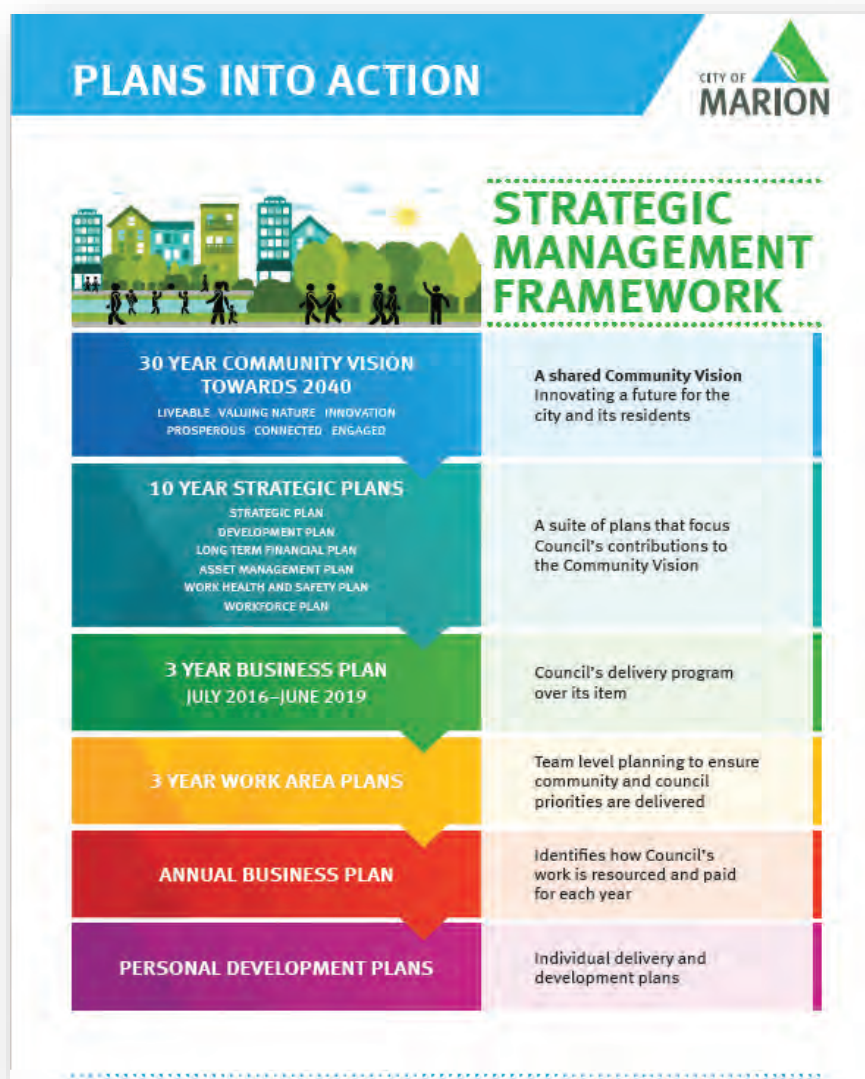 PLANS INTO ACTION
CITY OF
MARION
STRATEGIC
MANAGEMENT
FRAMEWORK
30 YEAR COMMUNITY VISION
TOWARDS 2040
LIVEABLE VALUING NATURE INNOVATION
PROSPEROUS CONNECTED ENGAGED
A shared Community Vision
Innovating a future for the
city and its residents
10 YEAR STRATEGIC PLANS
STRATEGIC PLAN
DEVELOPMENT PLAN
LONG TERM FINANCIAL PLAN
ASSET MANAGEMENT PLAN
WORK HEALTH AND SAFETY PLAN
WORKFORCE PLAN
A suite of plans that focus
Council's contributions to
the Community Vision
3 YEAR BUSINESS PLAN
JULY 2016–JUNE 2019
Council's delivery program
over its item
3 YEAR WORK AREA PLANS
Team level planning to ensure
community and council
priorities are delivered
ANNUAL BUSINESS PLAN
Identifies how Council's
work is resourced and paid
for each year
PERSONAL DEVELOPMENT PLANS
Individual delivery and
development plans